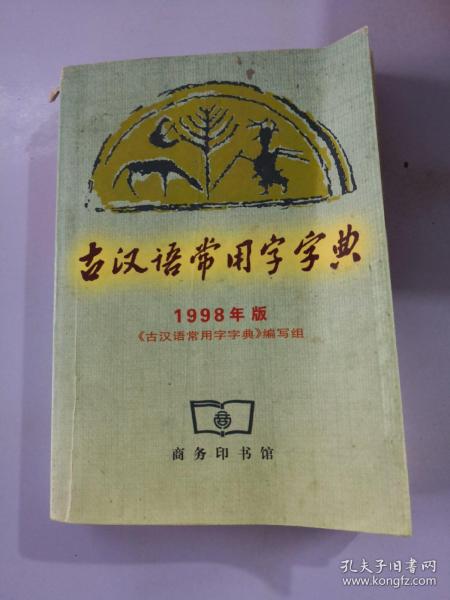 古汉语常用字字典
1998年版
《古汉语常用字字典》编写组
商
商务印书馆
孔夫子旧书网
www.kongfz.com